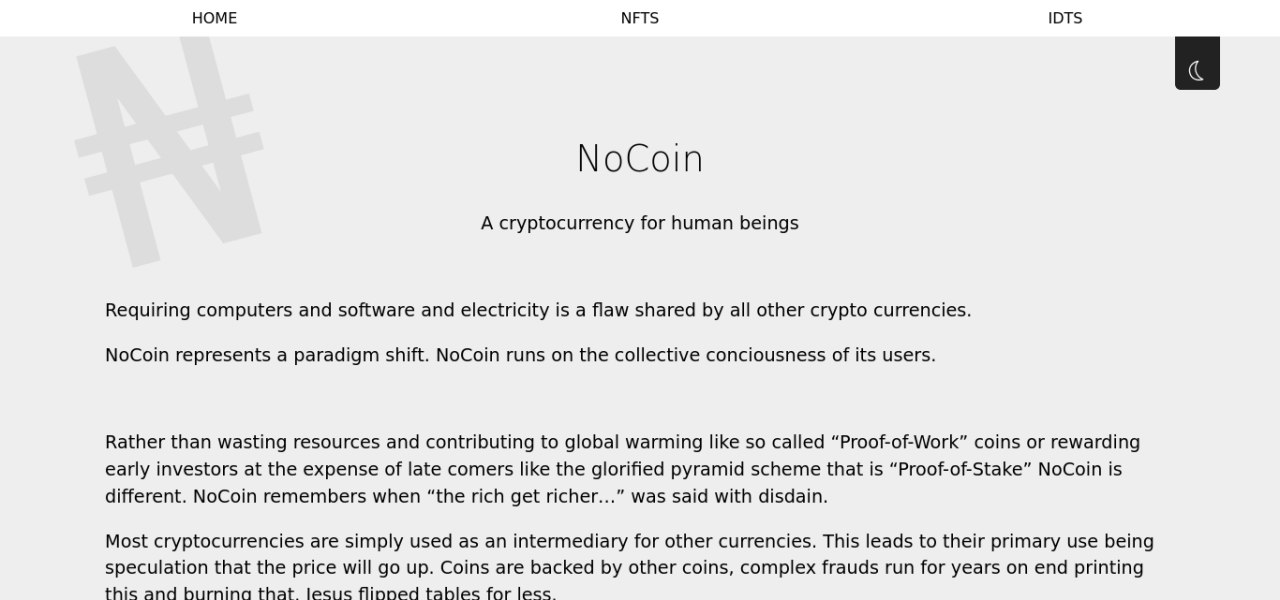 HOME NFTS IDTS
NoCoin
A cryptocurrency for human beings
Requiring computers and software and electricity is a flaw shared by all other crypto currencies.
NoCoin represents a paradigm shift. NoCoin runs on the collective conciousness of its users.
Rather than wasting resources and contributing to global warming like so called “Proof-of-Work” coins or rewarding
early investors at the expense of late comers like the glorified pyramid scheme that is “Proof-of-Stake” NoCoin is
different. NoCoin remembers when “the rich get richer…” was said with disdain.
Most cryptocurrencies are simply used as an intermediary for other currencies. This leads to their primary use being
speculation that the price will go up. Coins are backed by other coins, complex frauds run for years on end printing
this and burning that. Jesus flipped tables for less.